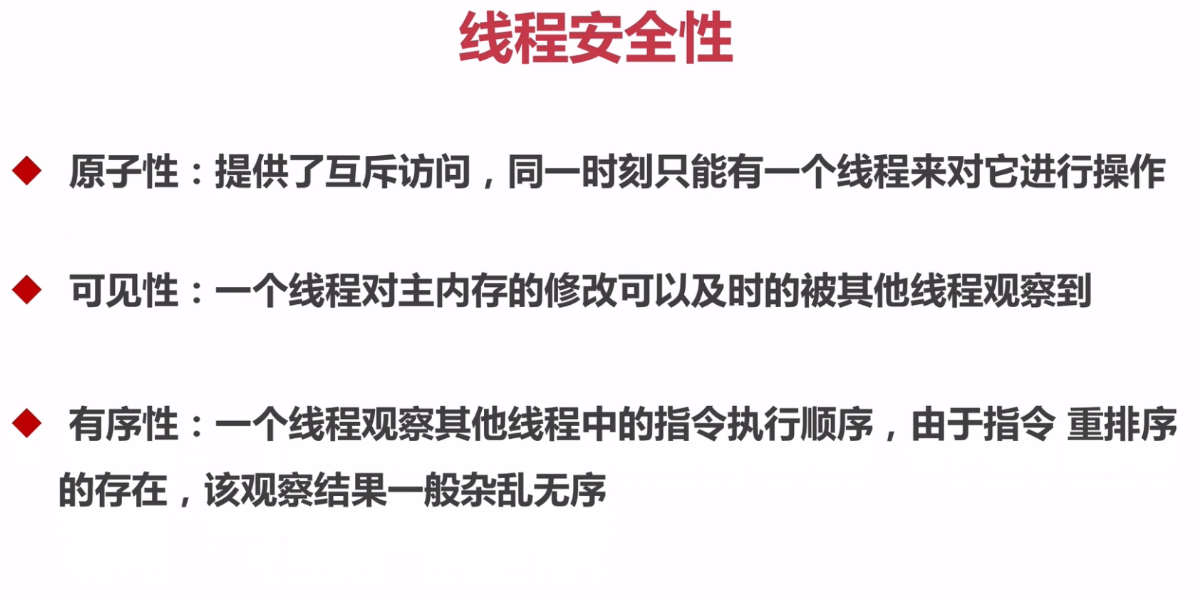 线程安全性
◆ 原子性：提供了互斥访问，同一时刻只能有一个线程来对它进行操作
◆ 可见性：一个线程对主内存的修改可以及时的被其他线程观察到
◆ 有序性：一个线程观察其他线程中的指令执行顺序，由于指令 重排序
的存在，该观察结果一般杂乱无序